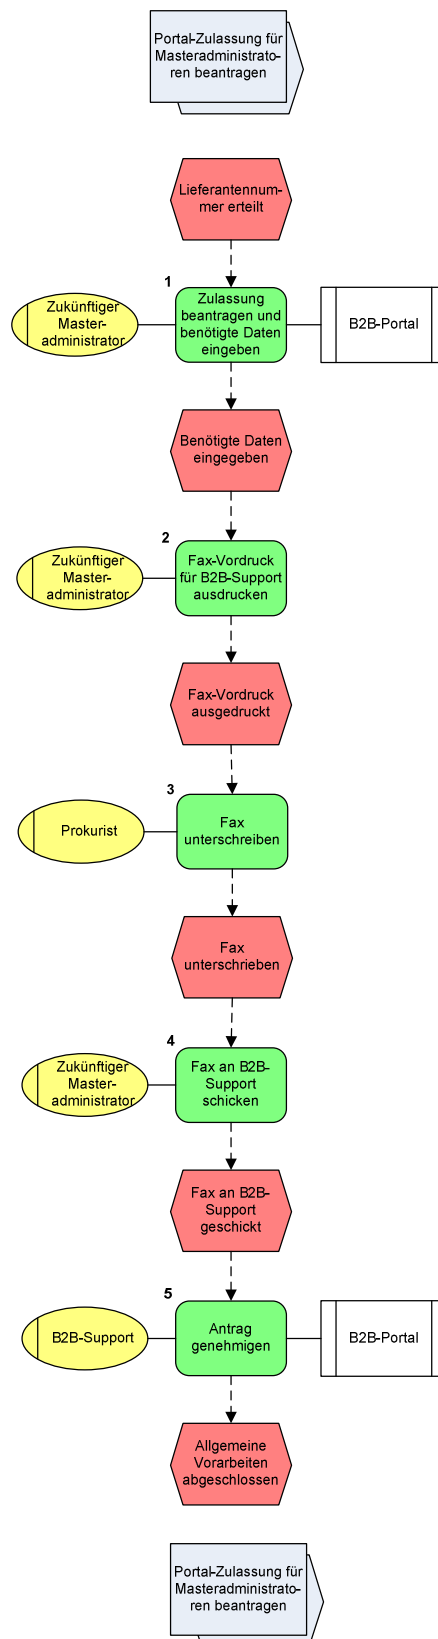 Portal-Zulassung für
Masteradministrato-
ren beantragen
Lieferantennum-
mer erteilt
1
Zukünftiger
Master-
administrator
Zulassung
beantragen und
benötigte Daten
eingeben
B2B-Portal
Benötigte Daten
eingegeben
2
Zukünftiger
Master-
administrator
Fax-Vordruck
für B2B-Support
ausdrucken
Fax-Vordruck
ausgedruckt
3
Prokurist
Fax
unterschreiben
Fax
unterschrieben
4
Zukünftiger
Master-
administrator
Fax an B2B-
Support
schicken
Fax an B2B-
Support
geschickt
5
B2B-Support
Antrag
genehmigen
B2B-Portal
Allgemeine
Vorarbeiten
abgeschlossen
Portal-Zulassung für
Masteradministrato-
ren beantragen